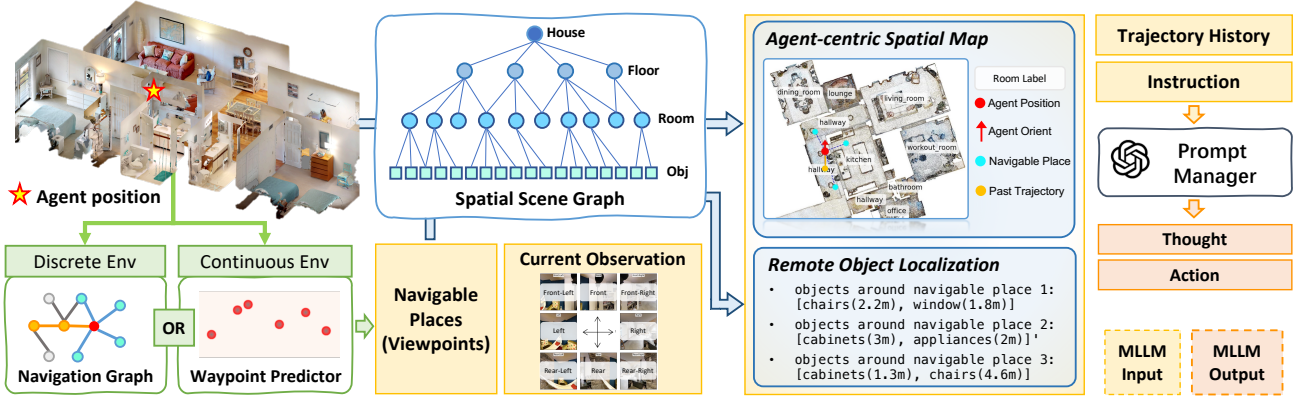 House
Floor
Room
Obj
Spatial Scene Graph
Agent position
Discrete Env
Continuous Env
OR
Navigation Graph
Waypoint Predictor
Navigable
Places
(Viewpoints)
Current Observation
Front-Left
Front
Front-Right
Left
Right
Rear-Left
Rear
Rear-Right
Agent-centric Spatial Map
dining_room
lounge
living_room
hallway
kitchen
workout_room
hallway
bathroom
hallway
office
Room Label
Agent Position
Agent Orient
Navigable Place
Past Trajectory
Remote Object Localization
• objects around navigable place 1:
[chairs(2.2m), window(1.8m)]
• objects around navigable place 2:
[cabinets(3m), appliances(2m)]'
• objects around navigable place 3:
[cabinets(1.3m), chairs(4.6m)]
Trajectory History
Instruction
Prompt
Manager
Thought
Action
MLLM
Input
MLLM
Output